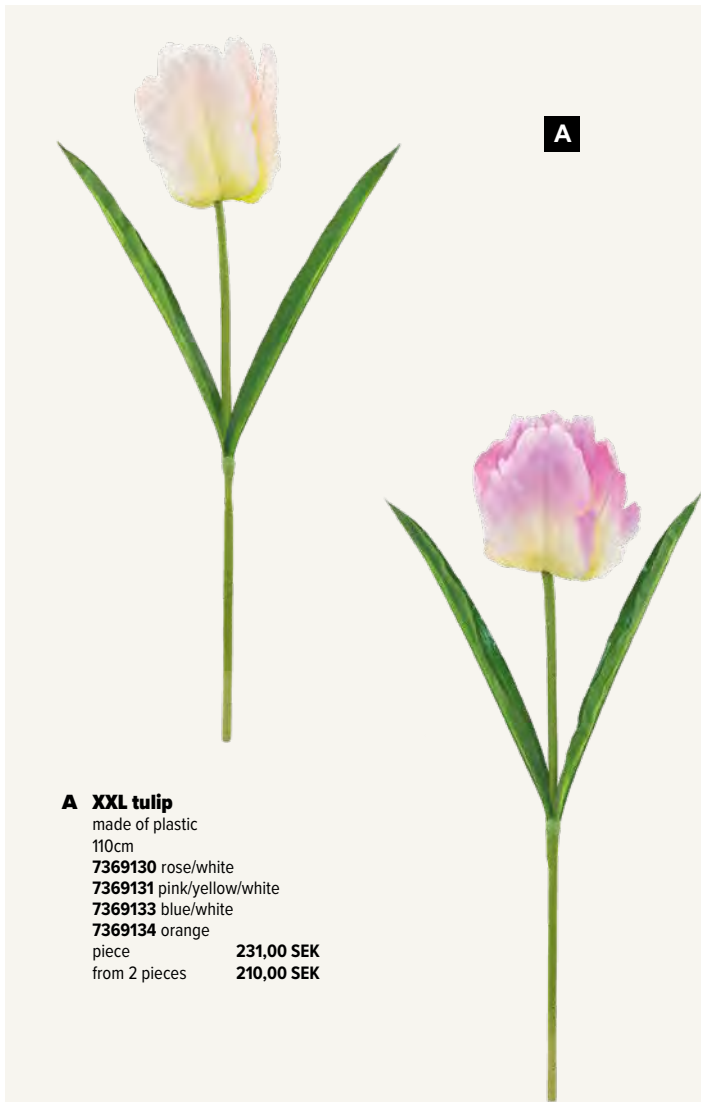 A
A XXL tulip
made of plastic
110cm
7369130 rose/white
7369131 pink/yellow/white
7369133 blue/white
7369134 orange
piece 231,00 SEK
from 2 pieces 210,00 SEK